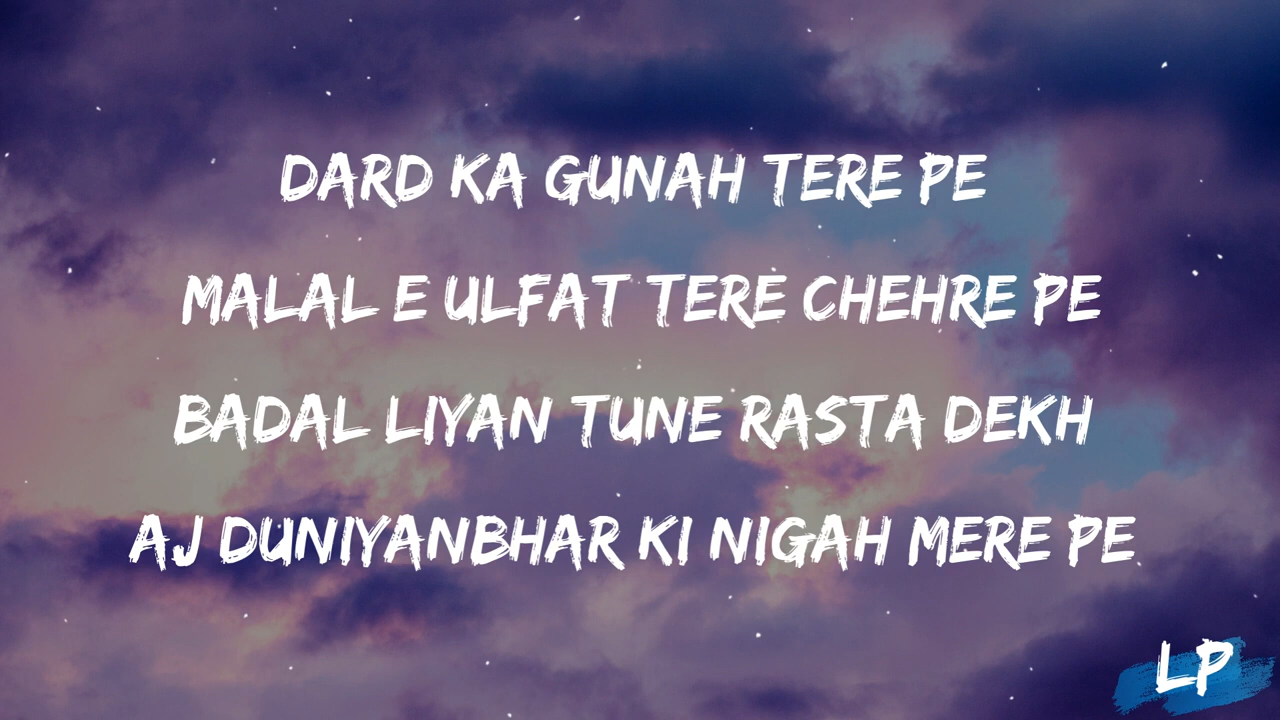 DARD KA GUNAH TERE PE
MALAL E ULFAT TERE CHEHRE PE
BADAL LIYAN TUNE RASTA DEKH
AJ DUNIYANBHAR KI NIGAH MERE PE
LP